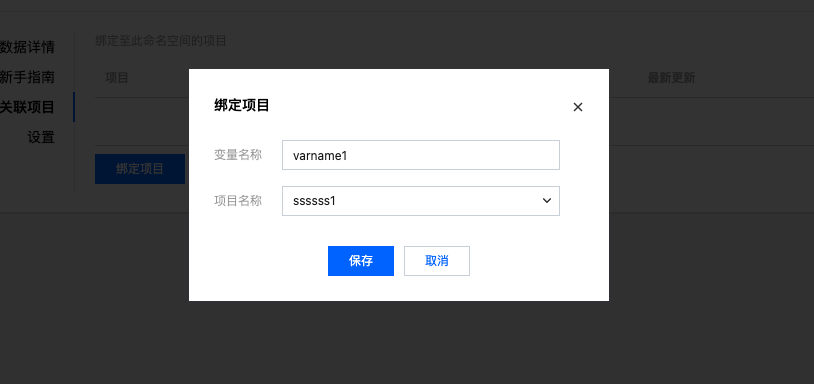 数据详情
新手指南
关联项目
设置
绑定至此命名空间的项目
项目
最新更新
绑定项目
绑定项目
变量名称
varname1
项目名称
ssssss1
保存
取消